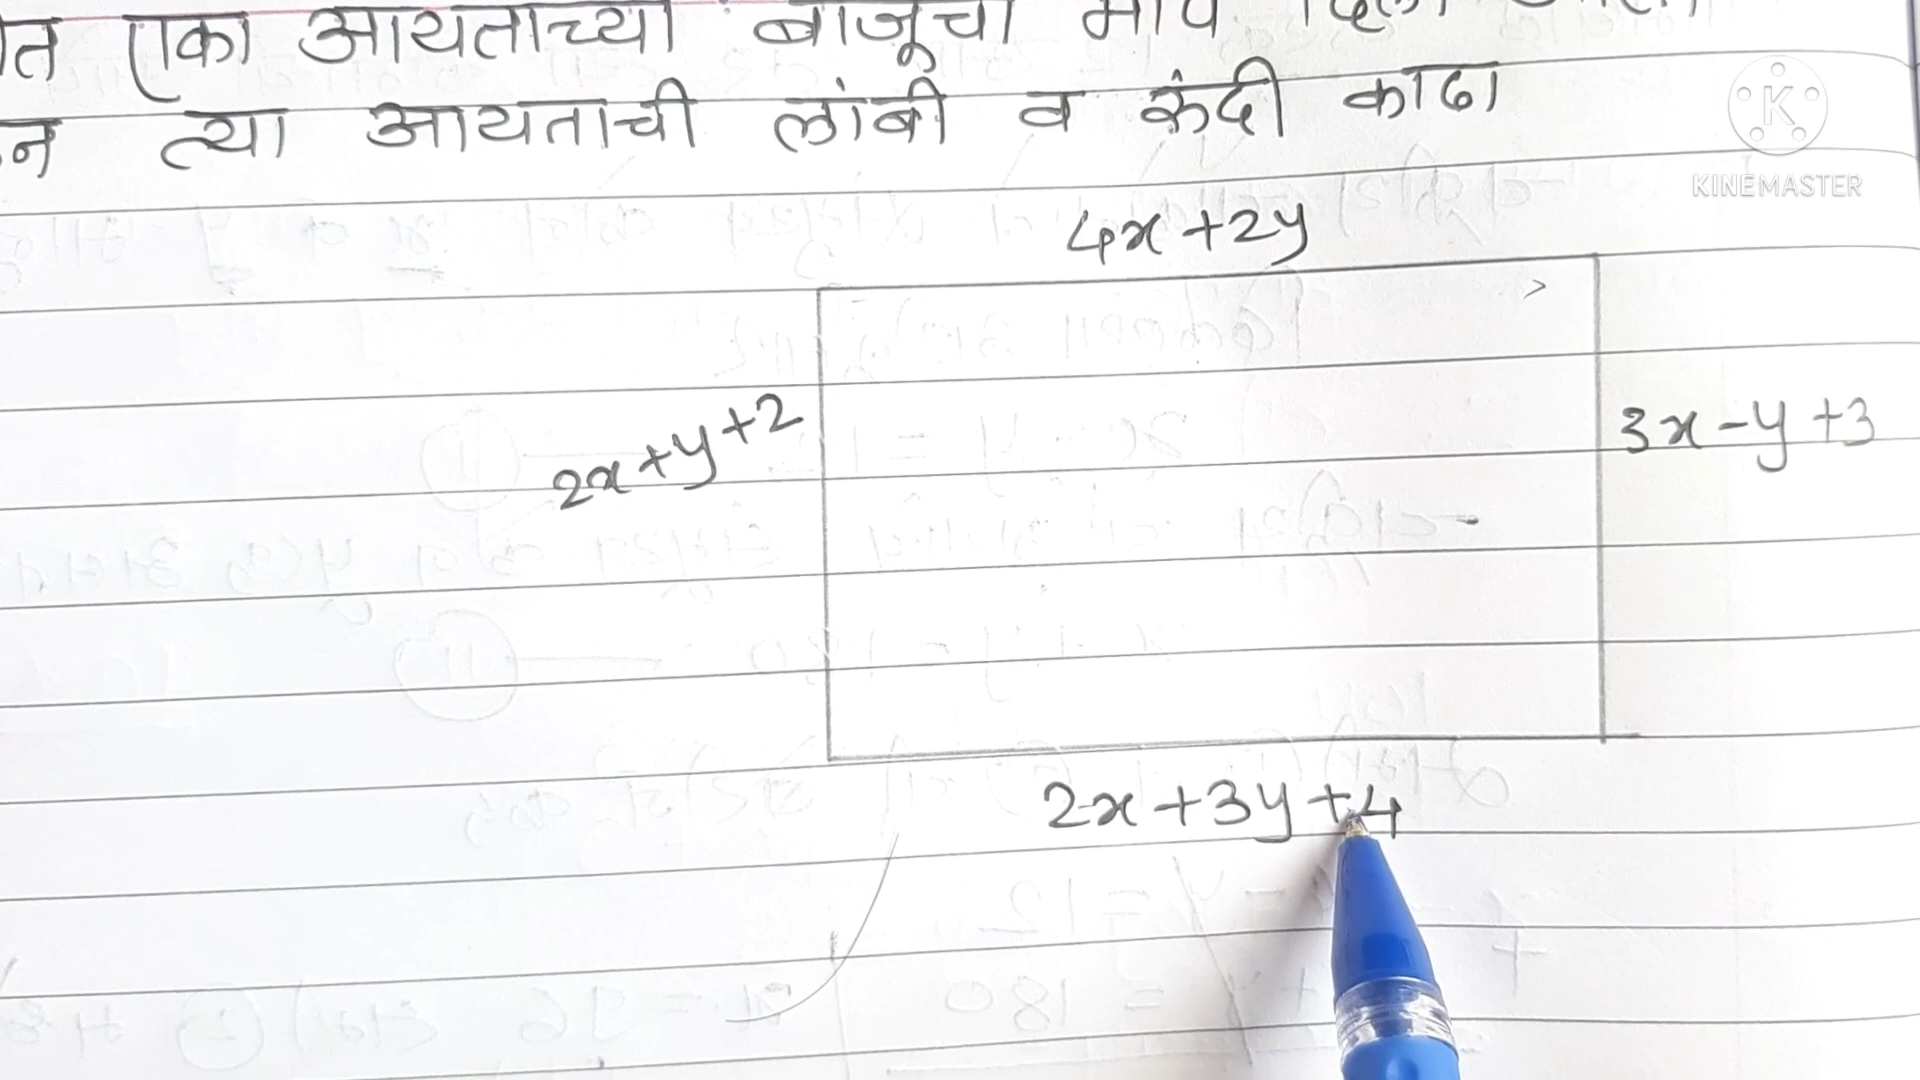 एका आयताच्या बाजूंचा
त्या आयताची लांबी व रुंदी काढा
K
KINEMASTER
4x+2y
2x+y+2
3x-y+3
2x+3y+4